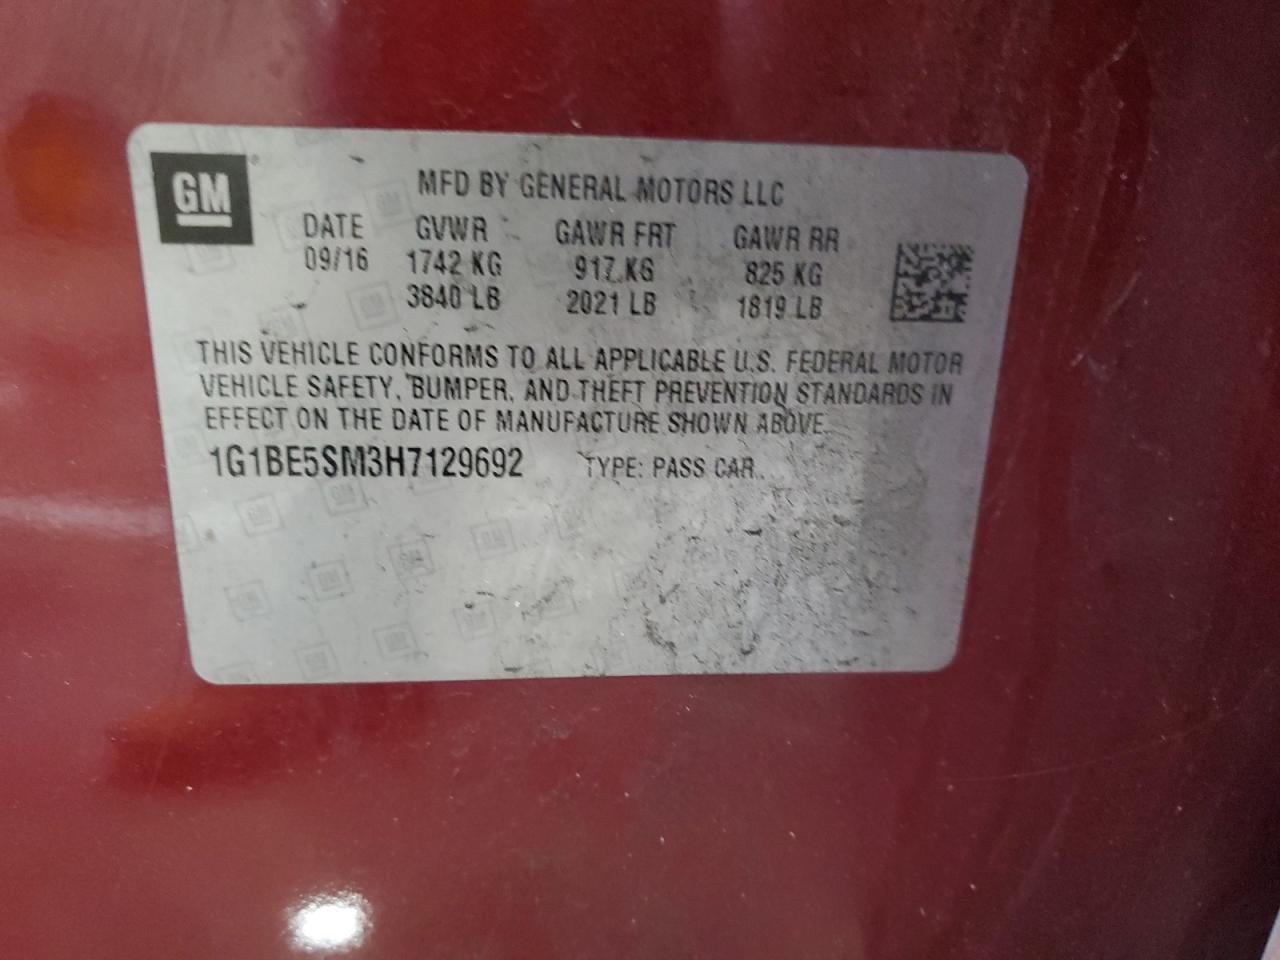 GM
MFD BY GENERAL MOTORS LLC
DATE GVWR GAWR FRT GAWR RR
09/16 1742 KG 917 KG 825 KG
3840 LB 2021 LB 1819 LB
THIS VEHICLE CONFORMS TO ALL APPLICABLE U.S. FEDERAL MOTOR
VEHICLE SAFETY, BUMPER, AND THEFT PREVENTION STANDARDS IN
EFFECT ON THE DATE OF MANUFACTURE SHOWN ABOVE.
1G1BE5SM3H7129692 TYPE: PASS CAR